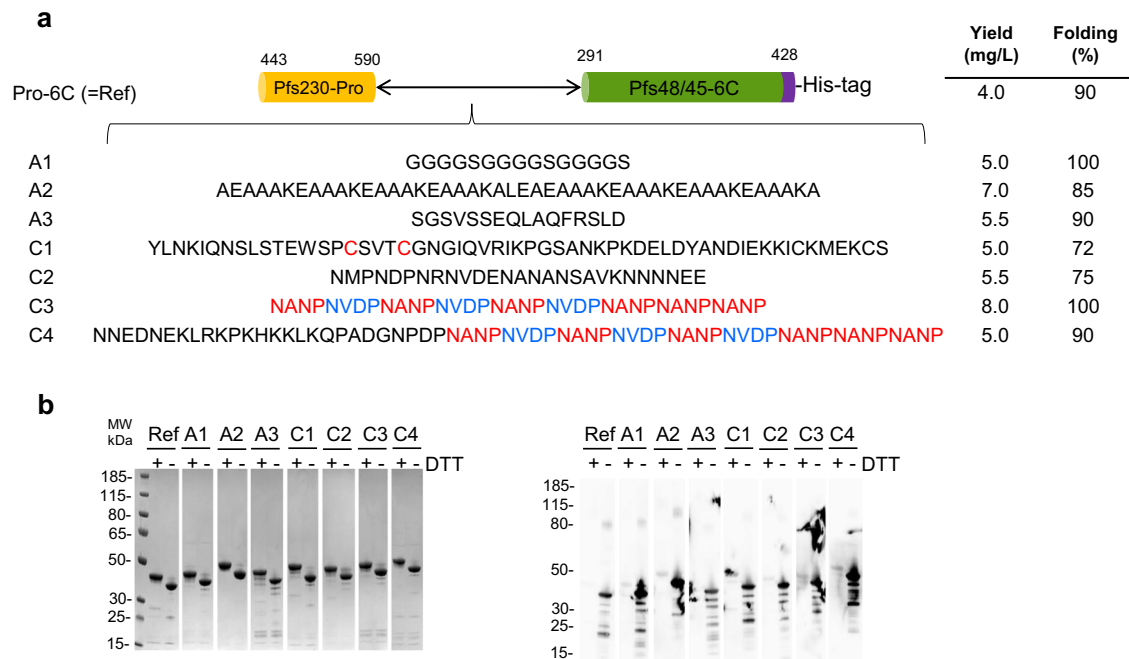 a
Yield (mg/L) Folding (%)
443 590 291 428
Pro-6C (=Ref) Pfs230-Pro Pfs48/45-6C -His-tag 4.0 90
A1 GGGGSGGGGSGGGGS 5.0 100
A2 AEAAAKEAAAKEAAAKEAAAKALEAEAAAKEAAAKEAAAKEAAAKA 7.0 85
A3 SGSVSSEQLAQFRSLD 5.5 90
C1 YLNKIQNSLSTEWSPCSVTCGNGIQVRIKPGSANKPKDELDYANDIEKKICKMEKCS 5.0 72
C2 NMPNDPNRNVDENANANSAVKNNNNEE 5.5 75
C3 NANPNVDPNANPNVDPNANPNVDPNANPNANPNANP 8.0 100
C4 NNEDNEKLRKPKHKKLKQPADGNPDPNANPNVDPNANPNVDPNANPNVDPNANPNANPNANP 5.0 90
b
MW kDa Ref A1 A2 A3 C1 C2 C3 C4
+ - + - + - + - + - + - + - + - DTT
185-
115-
80-
65-
50-
30-
25-
15-
Ref A1 A2 A3 C1 C2 C3 C4
+ - + - + - + - + - + - + - + - DTT
185-
115-
80-
50-
30-
25-
15-